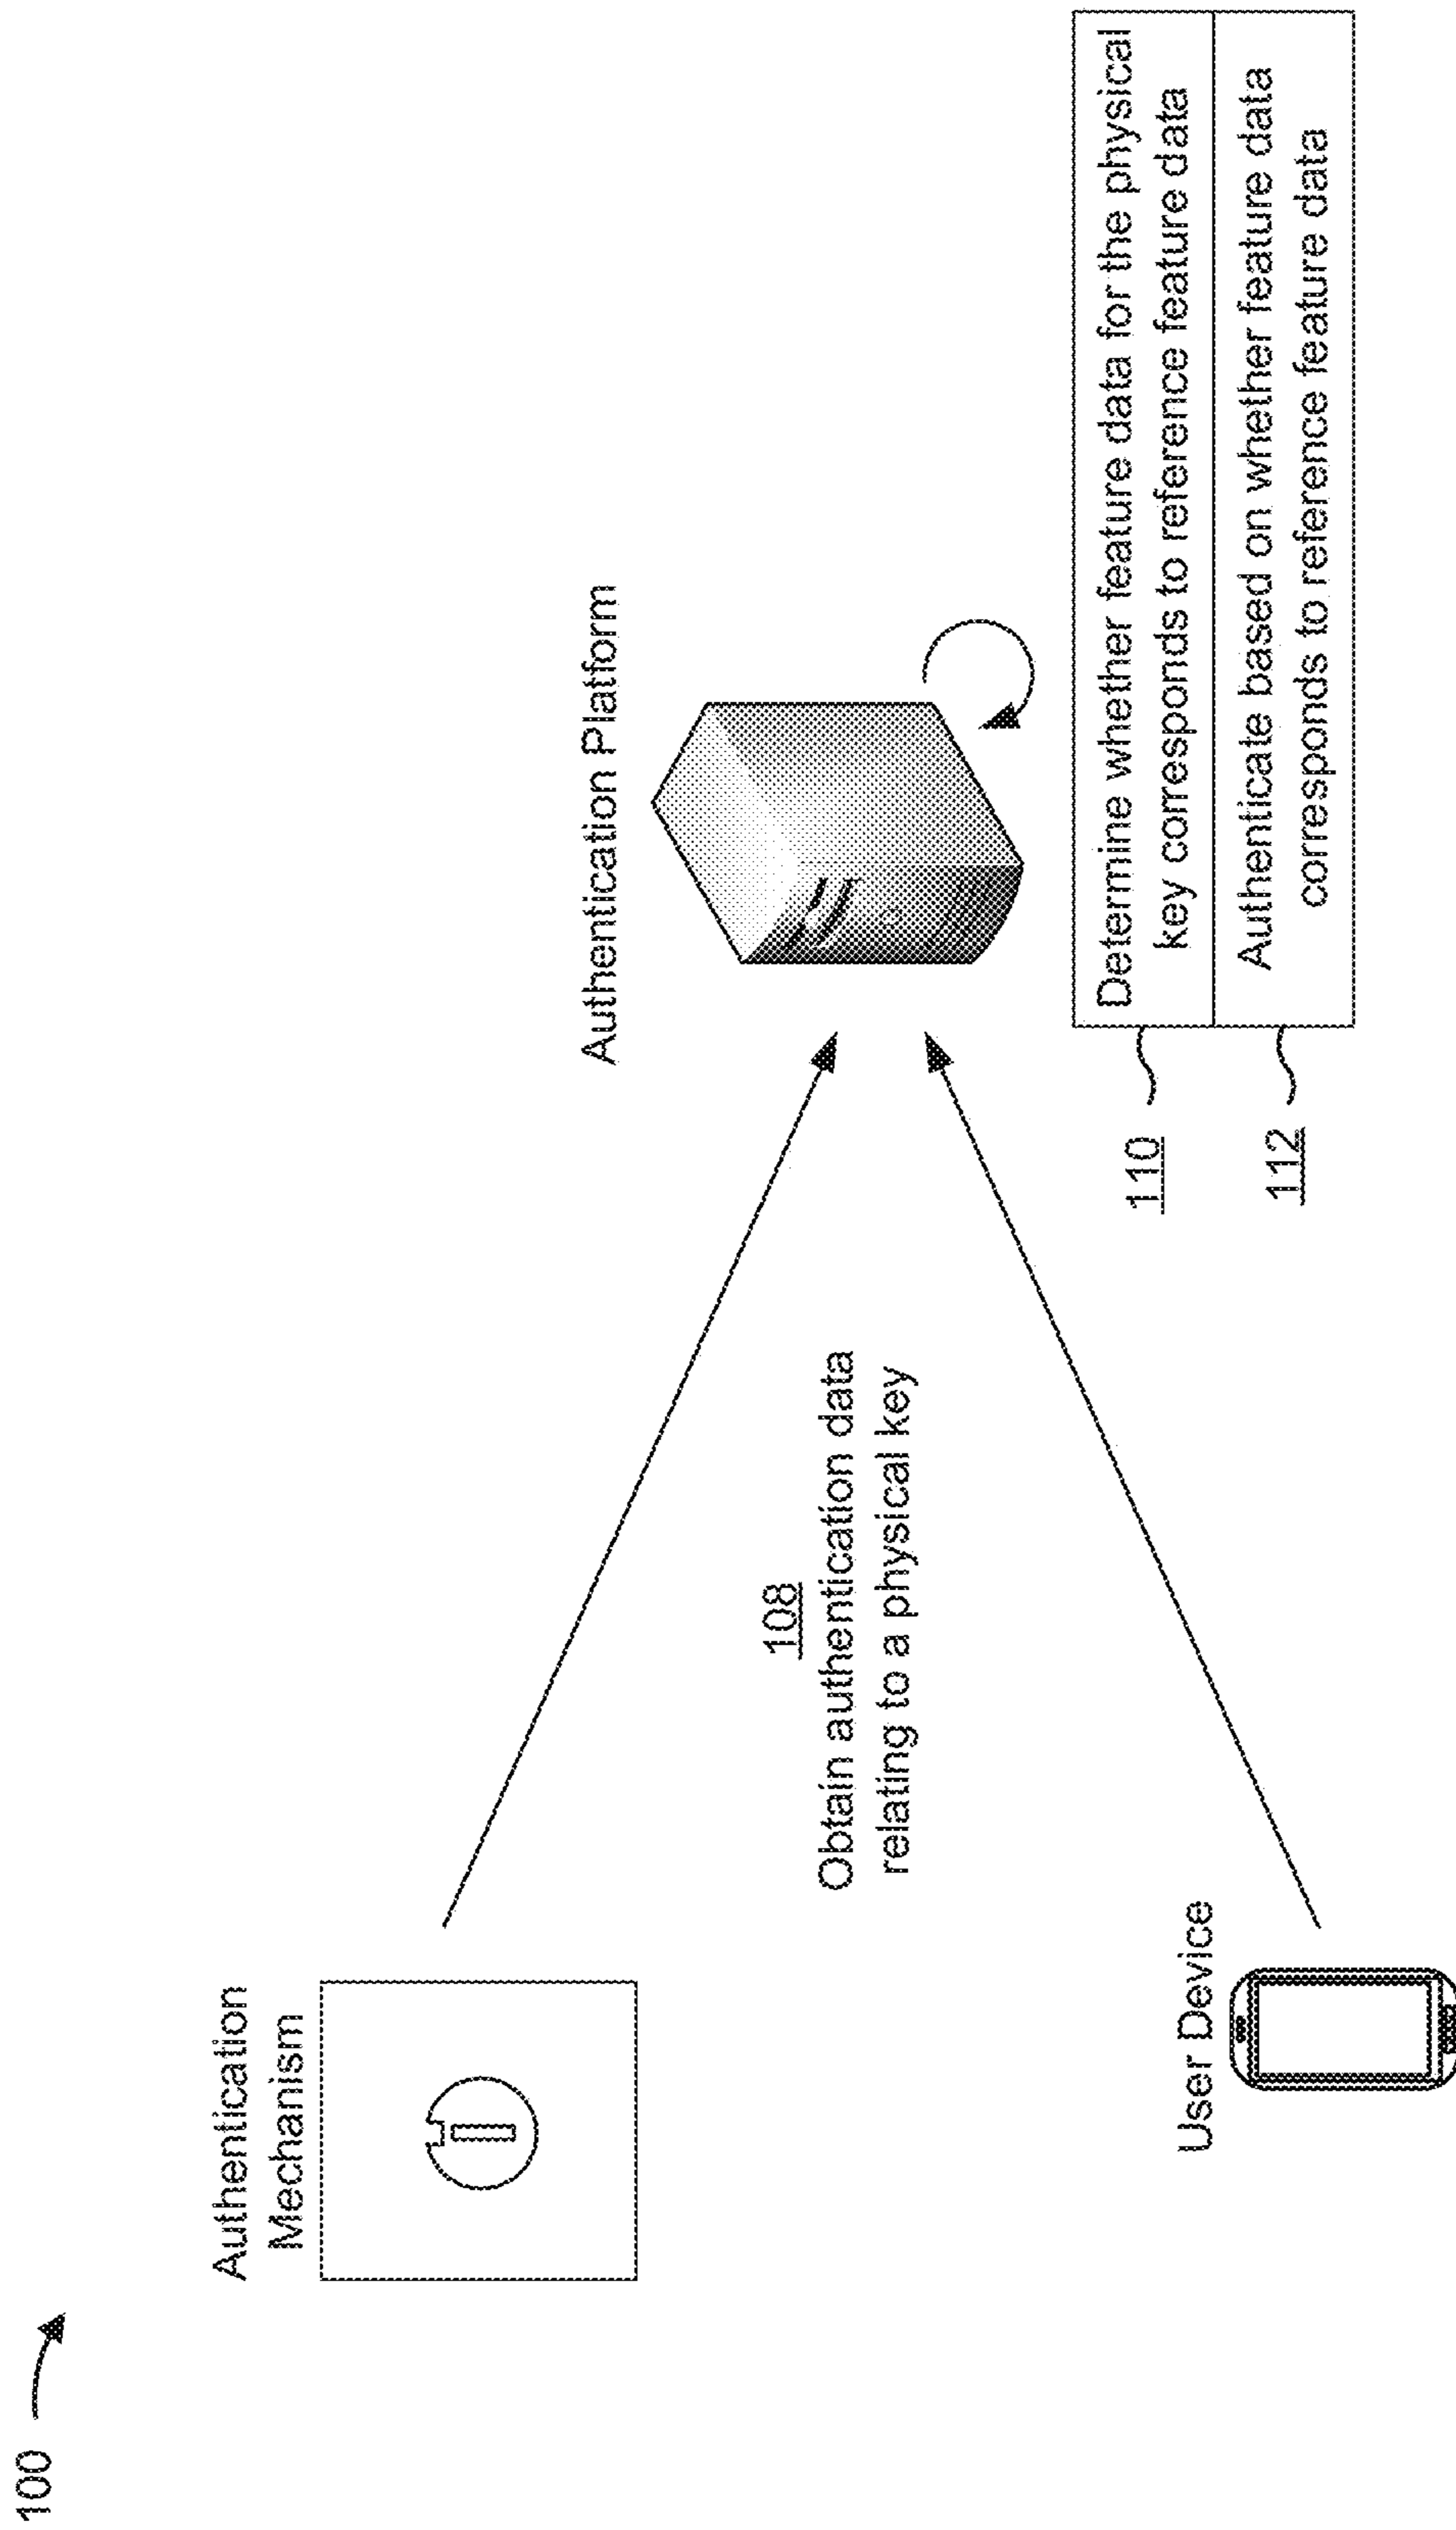 100
Authentication
Mechanism
Authentication Platform
108
Obtain authentication data
relating to a physical key
User Device
110
Determine whether feature data for the physical
key corresponds to reference feature data
112
Authenticate based on whether feature data
corresponds to reference feature data